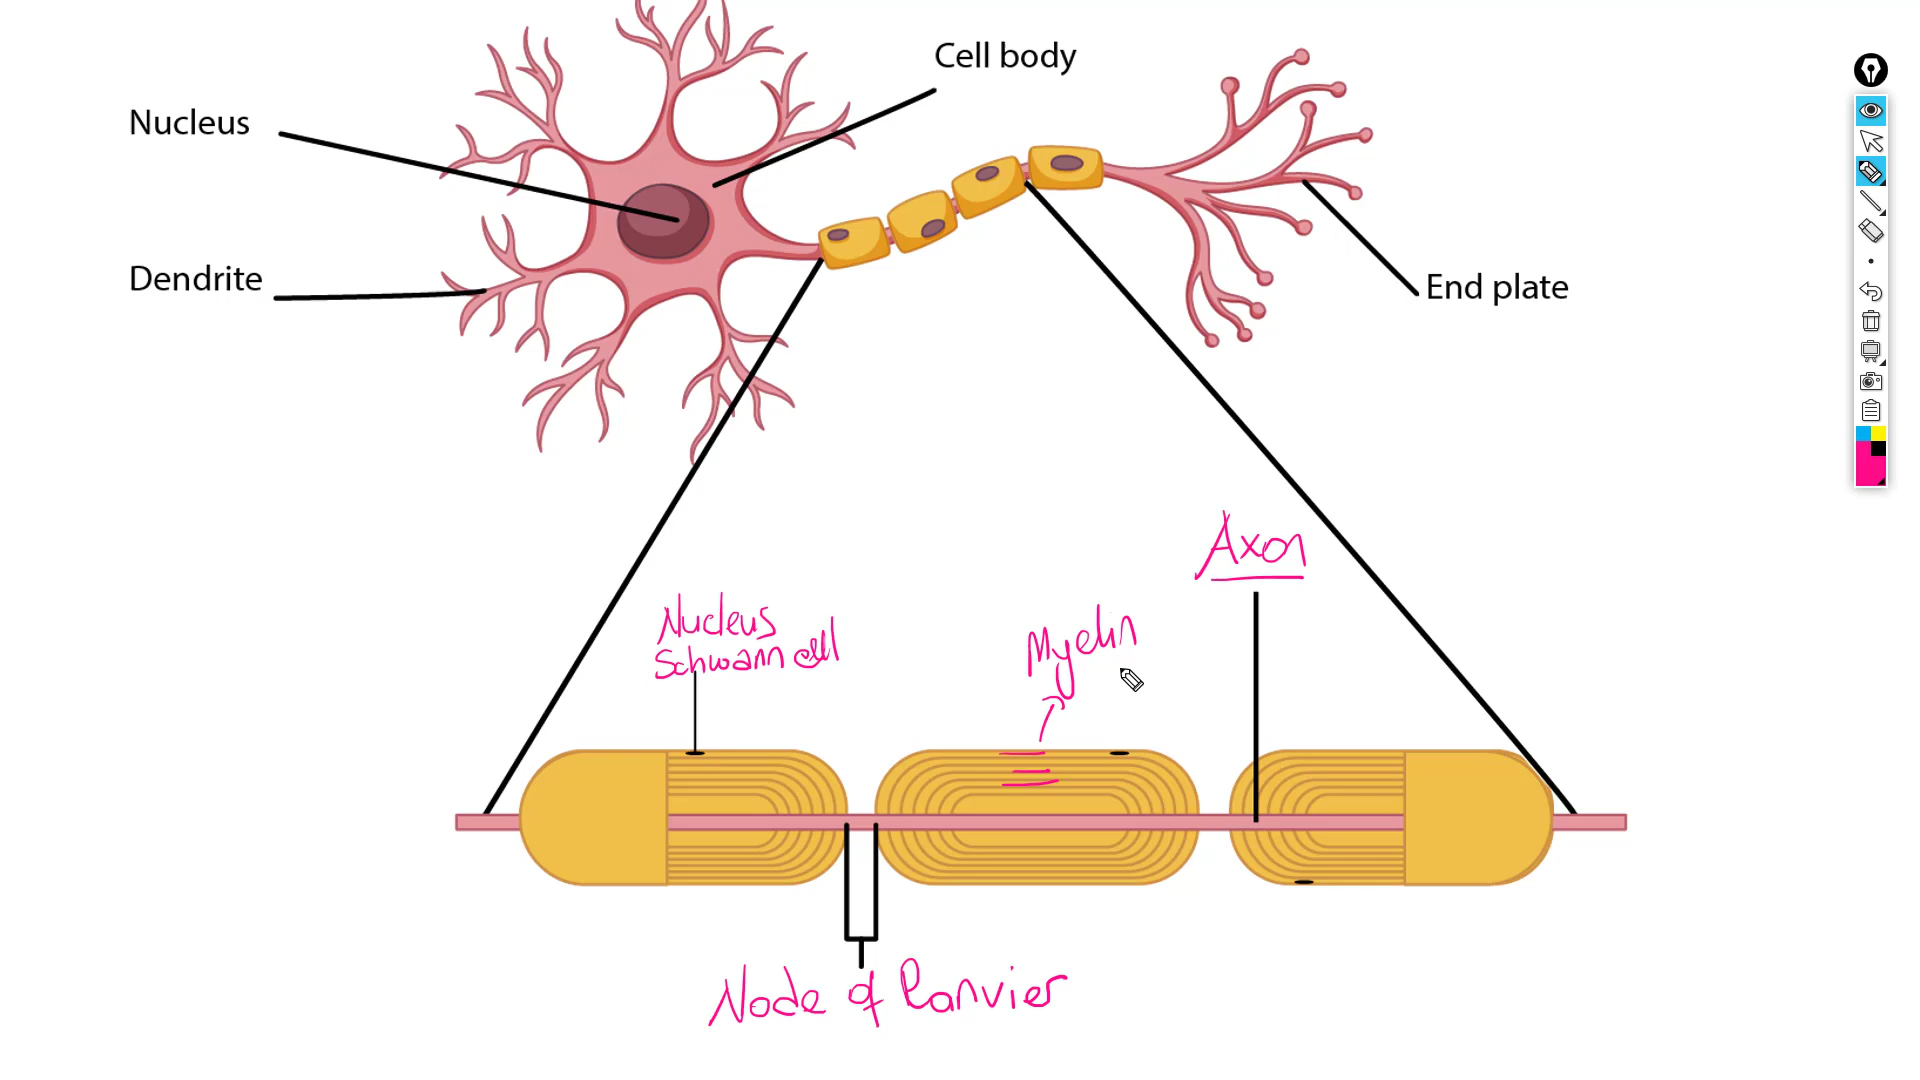 Cell body
Nucleus
Dendrite
End plate
Axon
Nucleus
Schwann cell
Myelin
Node of Ranvier